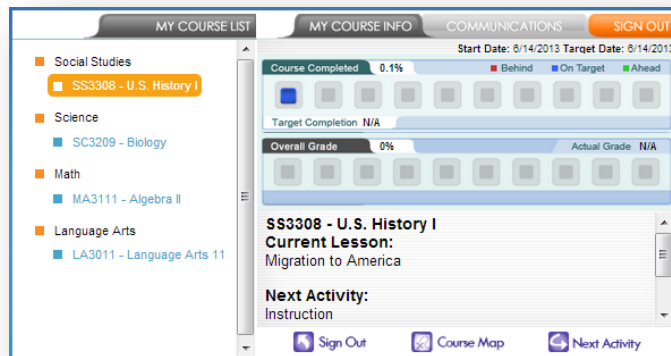 MY COURSE LIST
MY COURSE INFO
COMMUNICATIONS
SIGN OUT
Social Studies
SS3308 - U.S. History I
Science
SC3209 - Biology
Math
MA3111 - Algebra II
Language Arts
LA3011 - Language Arts 11
Start Date: 6/14/2013 Target Date: 6/14/2013
Course Completed 0.1% Behind On Target Ahead
Target Completion N/A
Overall Grade 0% Actual Grade N/A
SS3308 - U.S. History I
Current Lesson:
Migration to America
Next Activity:
Instruction
Sign Out Course Map Next Activity